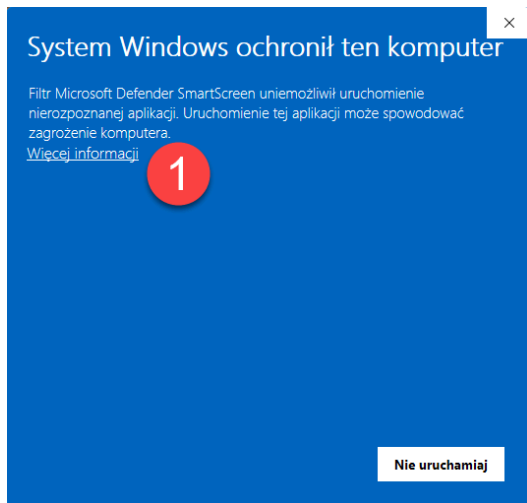 System Windows ochronił ten komputer
Filtr Microsoft Defender SmartScreen uniemożliwił uruchomienie
nierozpoznanej aplikacji. Uruchomienie tej aplikacji może spowodować
zagrożenie komputera.
Więcej informacji
1
Nie uruchamiaj